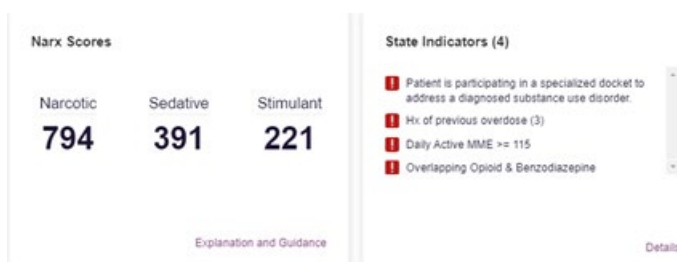 Narx Scores
Narcotic Sedative Stimulant
794 391 221
Explanation and Guidance
State Indicators (4)
Patient is participating in a specialized docket to
address a diagnosed substance use disorder.
Hx of previous overdose (3)
Daily Active MME >= 115
Overlapping Opioid & Benzodiazepine
Details